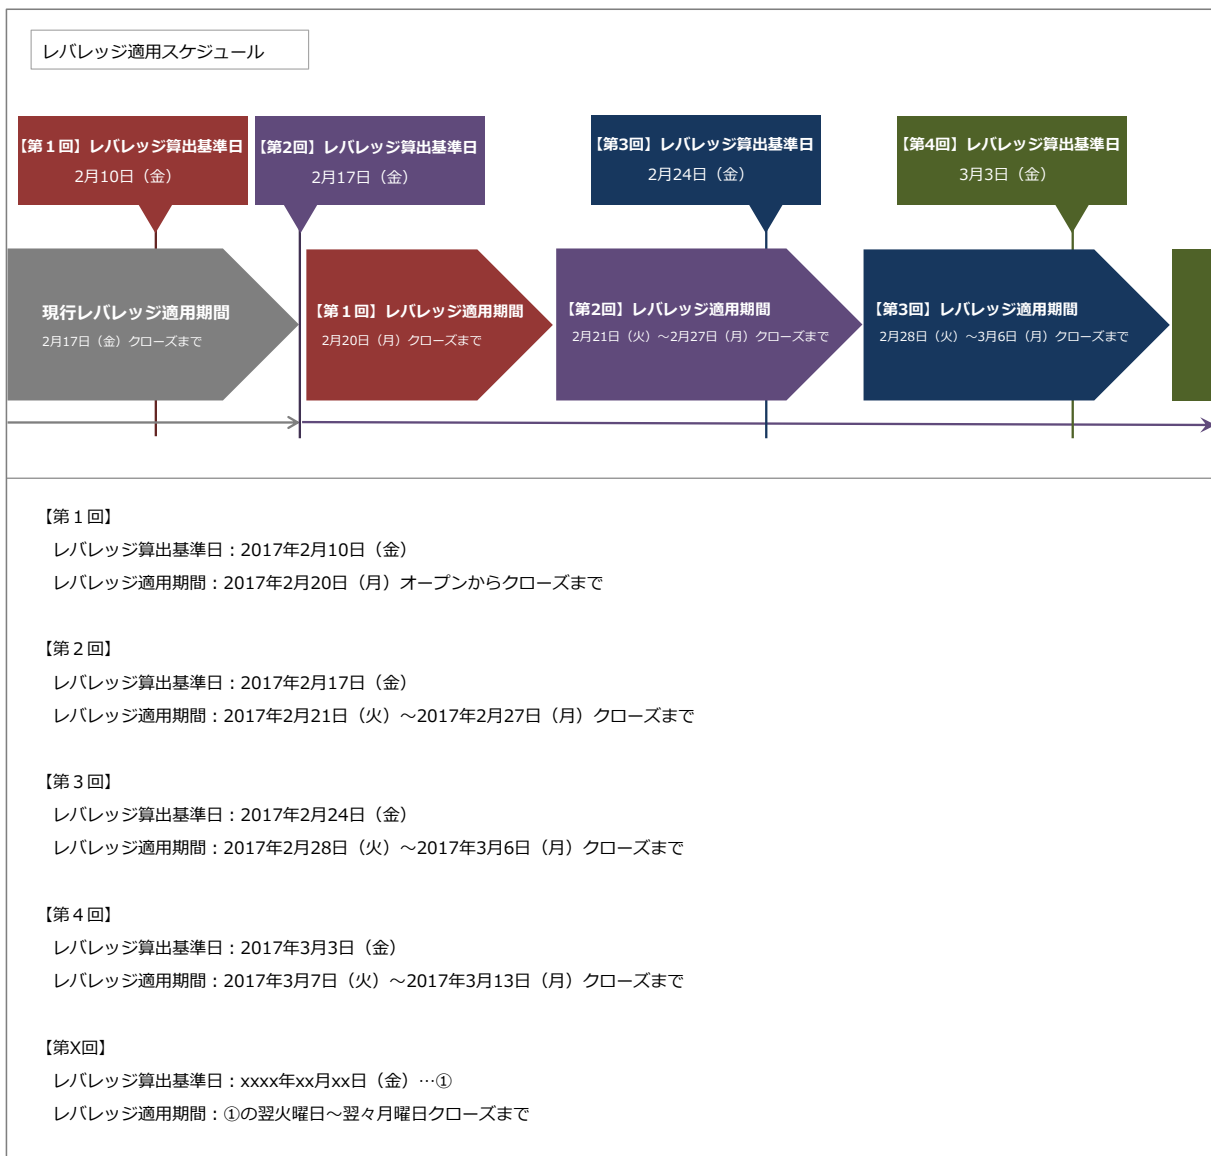 レバレッジ適用スケジュール
【第１回】レバレッジ算出基準日
2月10日（金）
【第2回】レバレッジ算出基準日
2月17日（金）
【第3回】レバレッジ算出基準日
2月24日（金）
【第4回】レバレッジ算出基準日
3月3日（金）
現行レバレッジ適用期間
2月17日（金）クローズまで
【第１回】レバレッジ適用期間
2月20日（月）クローズまで
【第2回】レバレッジ適用期間
2月21日（火）～2月27日（月）クローズまで
【第3回】レバレッジ適用期間
2月28日（火）～3月6日（月）クローズまで
【第１回】
レバレッジ算出基準日：2017年2月10日（金）
レバレッジ適用期間：2017年2月20日（月）オープンからクローズまで
【第２回】
レバレッジ算出基準日：2017年2月17日（金）
レバレッジ適用期間：2017年2月21日（火）～2017年2月27日（月）クローズまで
【第３回】
レバレッジ算出基準日：2017年2月24日（金）
レバレッジ適用期間：2017年2月28日（火）～2017年3月6日（月）クローズまで
【第４回】
レバレッジ算出基準日：2017年3月3日（金）
レバレッジ適用期間：2017年3月7日（火）～2017年3月13日（月）クローズまで
【第X回】
レバレッジ算出基準日：xxxx年xx月xx日（金）…①
レバレッジ適用期間：①の翌火曜日～翌々月曜日クローズまで